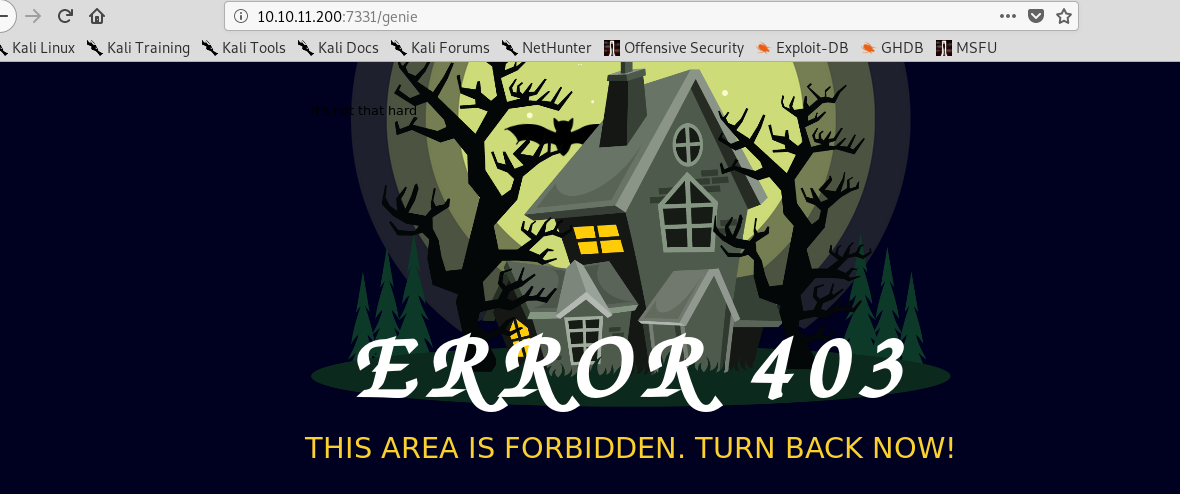 10.10.11.200:7331/genie
Kali Linux Kali Training Kali Tools Kali Docs Kali Forums NetHunter Offensive Security Exploit-DB GHDB MSFU
that hard
ERROR 403
THIS AREA IS FORBIDDEN. TURN BACK NOW!